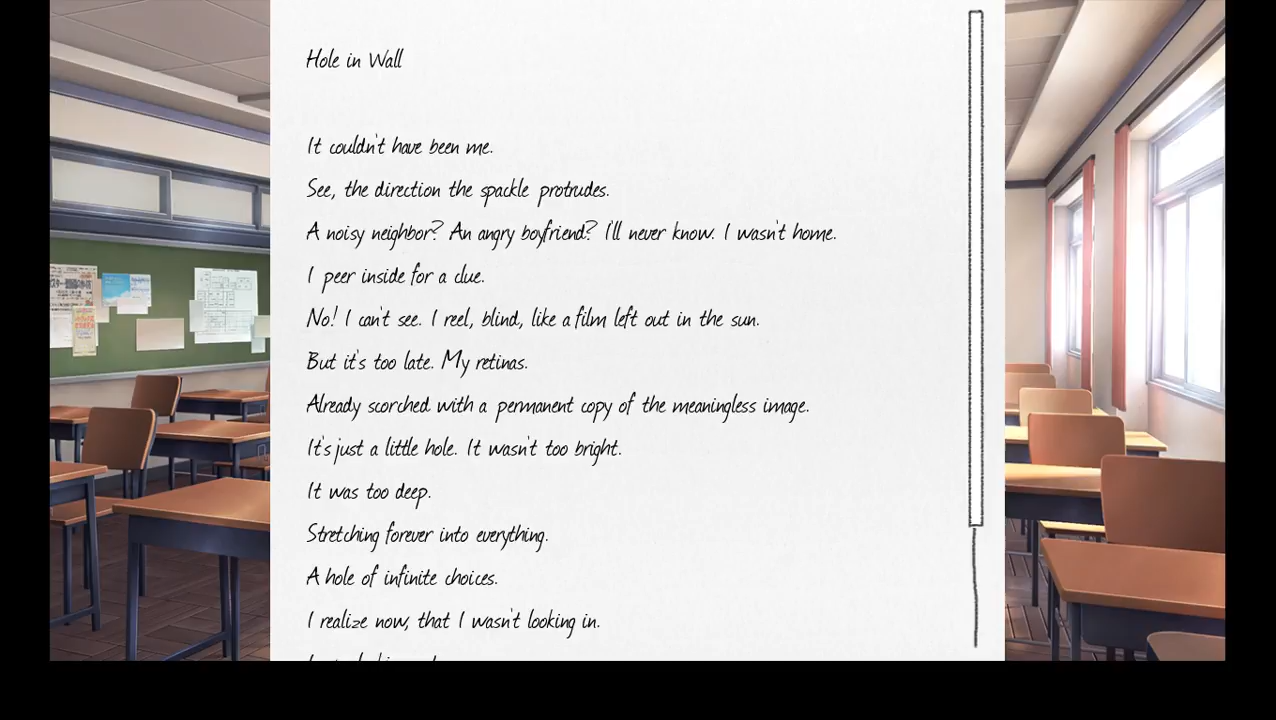 Hole in Wall
It couldn't have been me.
See, the direction the spackle protrudes.
A noisy neighbor? An angry boyfriend? I'll never know. I wasn't home.
I peer inside for a clue.
No! I can't see. I reel, blind, like a film left out in the sun.
But it's too late. My retinas.
Already scorched with a permanent copy of the meaningless image.
It's just a little hole. It wasn't too bright.
It was too deep.
Stretching forever into everything.
A hole of infinite choices.
I realize now, that I wasn't looking in.